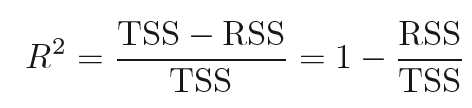 R² = (TSS − RSS) / TSS = 1 − RSS / TSS